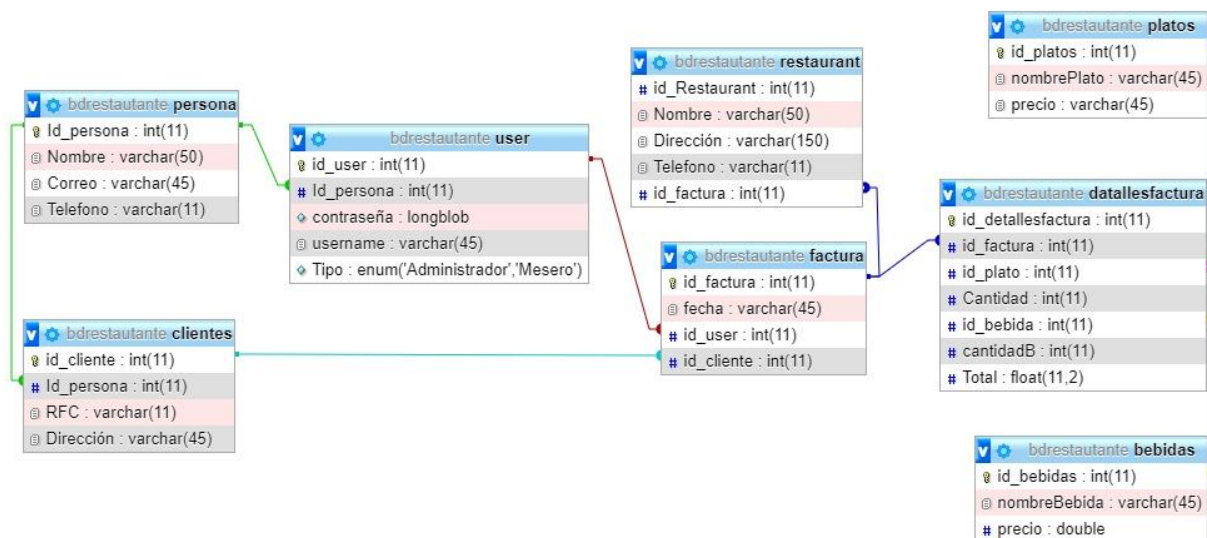 bdrestautante persona
Id_persona : int(11)
Nombre : varchar(50)
Correo : varchar(45)
Telefono : varchar(11)
bdrestautante user
id_user : int(11)
Id_persona : int(11)
contraseña : longblob
username : varchar(45)
Tipo : enum('Administrador','Mesero')
bdrestautante clientes
id_cliente : int(11)
Id_persona : int(11)
RFC : varchar(11)
Dirección : varchar(45)
bdrestautante restaurant
# id_Restaurant : int(11)
Nombre : varchar(50)
Dirección : varchar(150)
Telefono : varchar(11)
# id_factura : int(11)
bdrestautante factura
id_factura : int(11)
fecha : varchar(45)
# id_user : int(11)
# id_cliente : int(11)
bdrestautante platos
id_platos : int(11)
nombrePlato : varchar(45)
precio : varchar(45)
bdrestautante datallesfactura
id_detallesfactura : int(11)
# id_factura : int(11)
# id_plato : int(11)
# Cantidad : int(11)
# id_bebida : int(11)
# cantidadB : int(11)
# Total : float(11,2)
bdrestautante bebidas
id_bebidas : int(11)
nombreBebida : varchar(45)
# precio : double